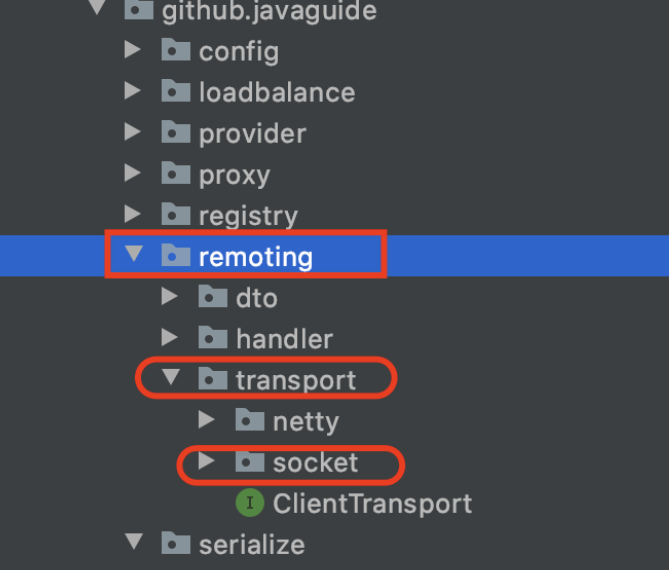 github.javaguide
config
loadbalance
provider
proxy
registry
remoting
dto
handler
transport
netty
socket
I ClientTransport
serialize